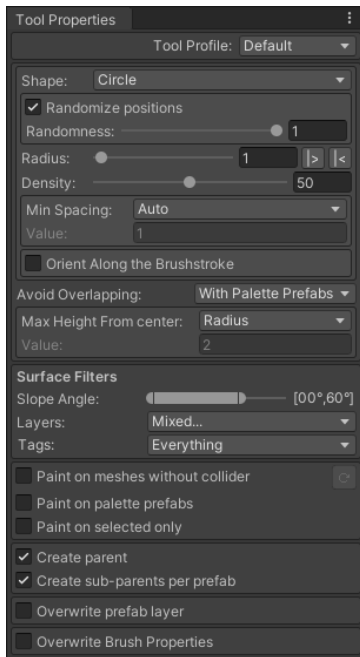 Tool Properties
Tool Profile: Default
Shape: Circle
Randomize positions
Randomness: 1
Radius: 1 |> |<
Density: 50
Min Spacing: Auto
Value: 1
Orient Along the Brushstroke
Avoid Overlapping: With Palette Prefabs
Max Height From center: Radius
Value: 2
Surface Filters
Slope Angle: [00°,60°]
Layers: Mixed...
Tags: Everything
Paint on meshes without collider
Paint on palette prefabs
Paint on selected only
Create parent
Create sub-parents per prefab
Overwrite prefab layer
Overwrite Brush Properties